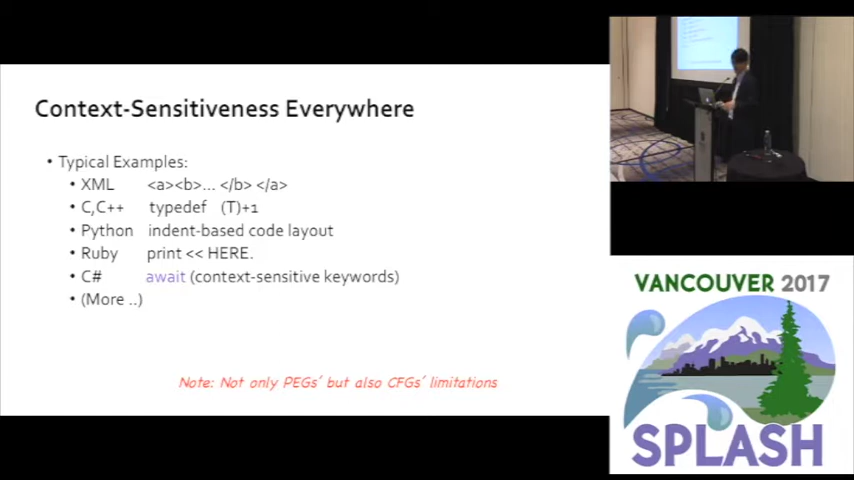 Context-Sensitiveness Everywhere
• Typical Examples:
• XML <a><b>... </b> </a>
• C,C++ typedef (T)+1
• Python indent-based code layout
• Ruby print << HERE.
• C# await (context-sensitive keywords)
• (More ..)
Note: Not only PEGs' but also CFGs' limitations
VANCOUVER 2017
SPLASH